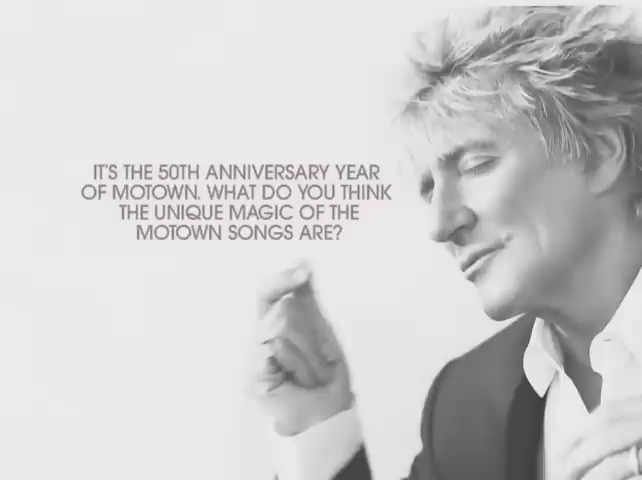 IT'S THE 50TH ANNIVERSARY YEAR
OF MOTOWN. WHAT DO YOU THINK
THE UNIQUE MAGIC OF THE
MOTOWN SONGS ARE?